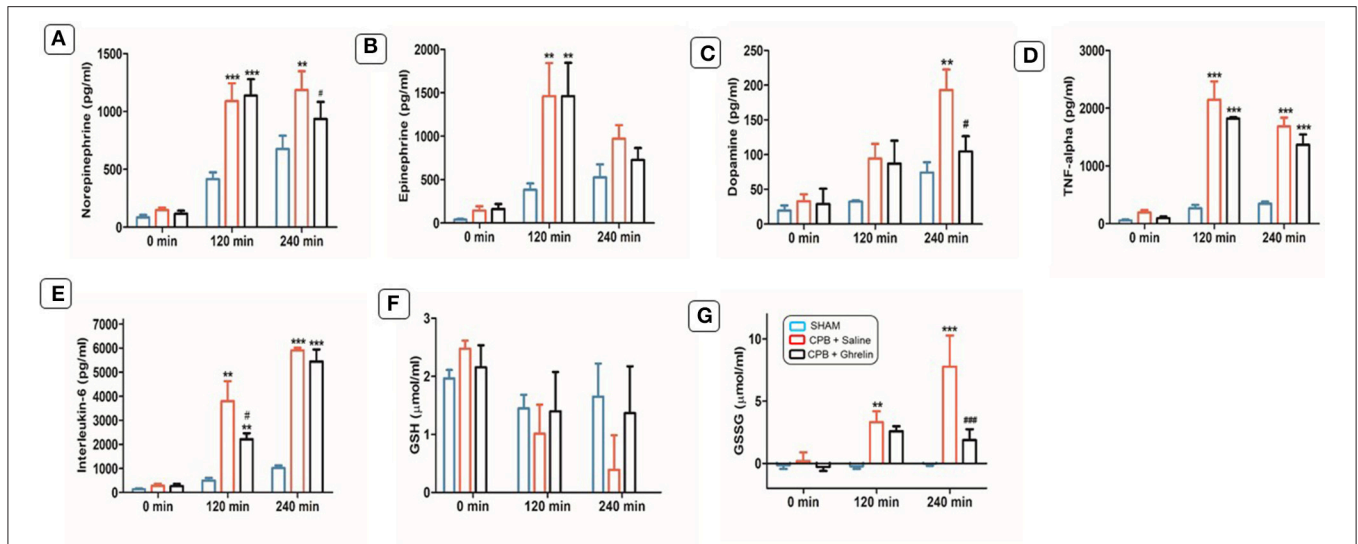 A
Norepinephrine (pg/ml)
1500
1000
500
0
*** *** ** #
0 min 120 min 240 min
B
Epinephrine (pg/ml)
2000
1500
1000
500
0
** **
0 min 120 min 240 min
C
Dopamine (pg/ml)
250
200
150
100
50
0
** #
0 min 120 min 240 min
D
TNF-alpha (pg/ml)
3000
2000
1000
0
*** *** *** ***
0 min 120 min 240 min
E
Interleukin-6 (pg/ml)
7000
6000
5000
4000
3000
2000
1000
0
** # ** *** ***
0 min 120 min 240 min
F
GSH (μmol/ml)
3
2
1
0
0 min 120 min 240 min
G
GSSG (μmol/ml)
10
5
0
SHAM
CPB + Saline
CPB + Ghrelin
** *** ###
0 min 120 min 240 min